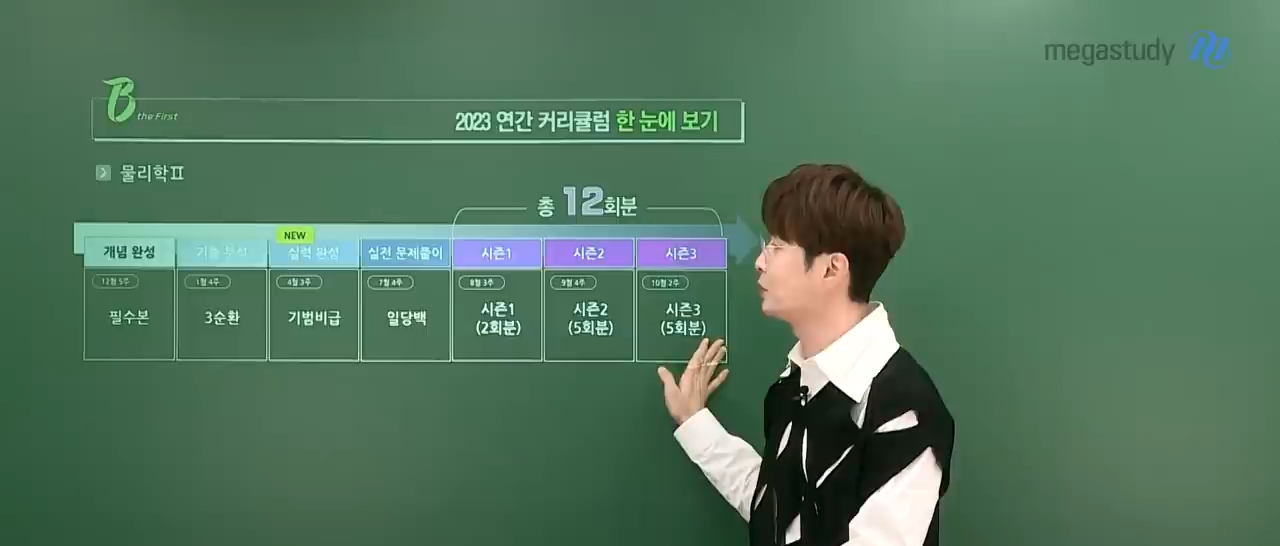 megastudy
B the First
2023 연간 커리큘럼 한 눈에 보기
물리학Ⅱ
총 12회분
NEW
개념 완성 기출 분석 실력 완성 실전 문제풀이 시즌1 시즌2 시즌3
12월 5주 1월 4주 4월 3주 7월 4주 8월 3주 9월 4주 10월 2주
필수본 3순환 기범비급 일당백 시즌1 시즌2 시즌3
(2회분) (5회분) (5회분)